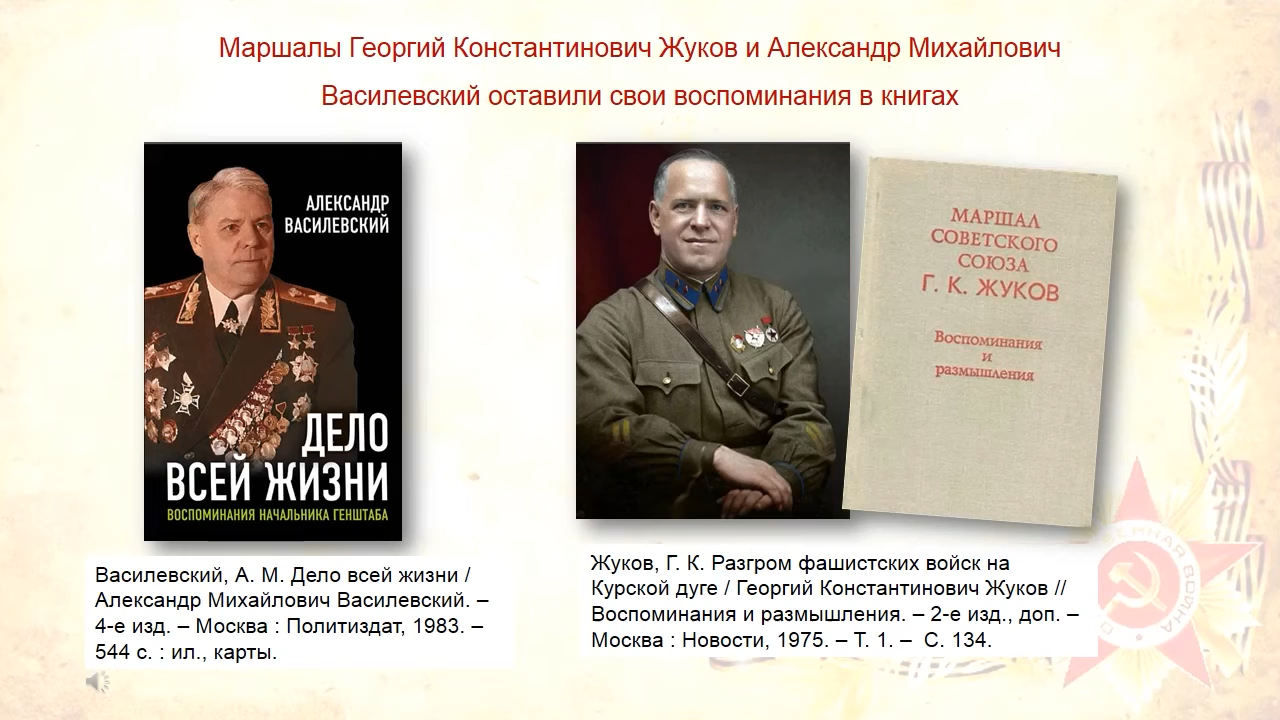 Маршалы Георгий Константинович Жуков и Александр Михайлович
Василевский оставили свои воспоминания в книгах
АЛЕКСАНДР
ВАСИЛЕВСКИЙ
ДЕЛО
ВСЕЙ ЖИЗНИ
ВОСПОМИНАНИЯ НАЧАЛЬНИКА ГЕНШТАБА
МАРШАЛ
СОВЕТСКОГО
СОЮЗА
Г. К. ЖУКОВ
Воспоминания
и
размышления
Василевский, А. М. Дело всей жизни /
Александр Михайлович Василевский. –
4-е изд. – Москва : Политиздат, 1983. –
544 с. : ил., карты.
Жуков, Г. К. Разгром фашистских войск на
Курской дуге / Георгий Константинович Жуков //
Воспоминания и размышления. – 2-е изд., доп. –
Москва : Новости, 1975. – Т. 1. – С. 134.
ВОЙНА